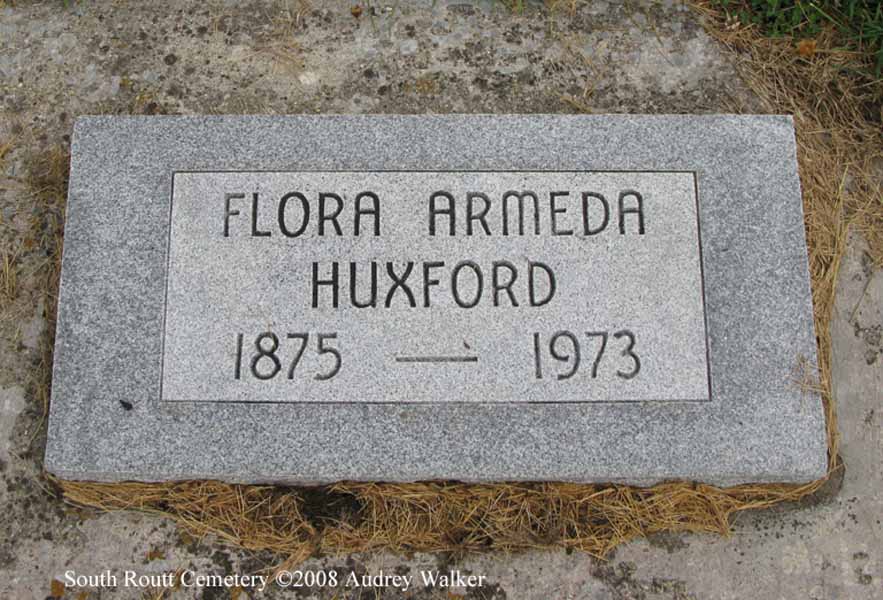 FLORA ARMEDA
HUXFORD
1875 — 1973
South Routt Cemetery ©2008 Audrey Walker